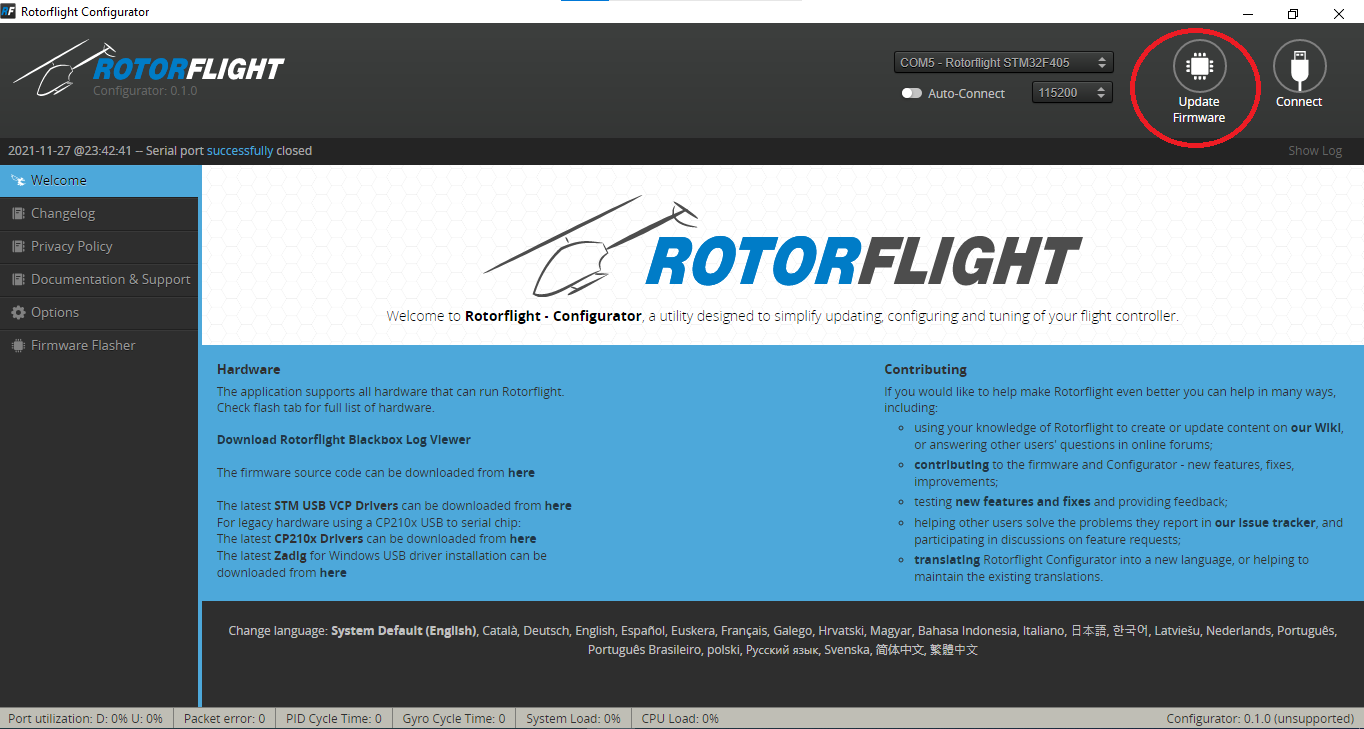 RF Rotorflight Configurator
ROTORFLIGHT
Configurator: 0.1.0
COM5 - Rotorflight STM32F405
Auto-Connect
115200
Update
Firmware
Connect
2021-11-27 @23:42:41 -- Serial port successfully closed
Show Log
Welcome
Changelog
Privacy Policy
Documentation & Support
Options
Firmware Flasher
ROTORFLIGHT
Welcome to Rotorflight - Configurator, a utility designed to simplify updating, configuring and tuning of your flight controller.
Hardware
The application supports all hardware that can run Rotorflight.
Check flash tab for full list of hardware.
Download Rotorflight Blackbox Log Viewer
The firmware source code can be downloaded from here
The latest STM USB VCP Drivers can be downloaded from here
For legacy hardware using a CP210x USB to serial chip:
The latest CP210x Drivers can be downloaded from here
The latest Zadig for Windows USB driver installation can be
downloaded from here
Contributing
If you would like to help make Rotorflight even better you can help in many ways,
including:
using your knowledge of Rotorflight to create or update content on our Wiki,
or answering other users' questions in online forums;
contributing to the firmware and Configurator - new features, fixes,
improvements;
testing new features and fixes and providing feedback;
helping other users solve the problems they report in our issue tracker, and
participating in discussions on feature requests;
translating Rotorflight Configurator into a new language, or helping to
maintain the existing translations.
Change language: System Default (English), Català, Deutsch, English, Español, Euskera, Français, Galego, Hrvatski, Magyar, Bahasa Indonesia, Italiano, 日本語, 한국어, Latviešu, Nederlands, Português,
Português Brasileiro, polski, Русский язык, Svenska, 简体中文, 繁體中文
Port utilization: D: 0% U: 0%
Packet error: 0
PID Cycle Time: 0
Gyro Cycle Time: 0
System Load: 0%
CPU Load: 0%
Configurator: 0.1.0 (unsupported)